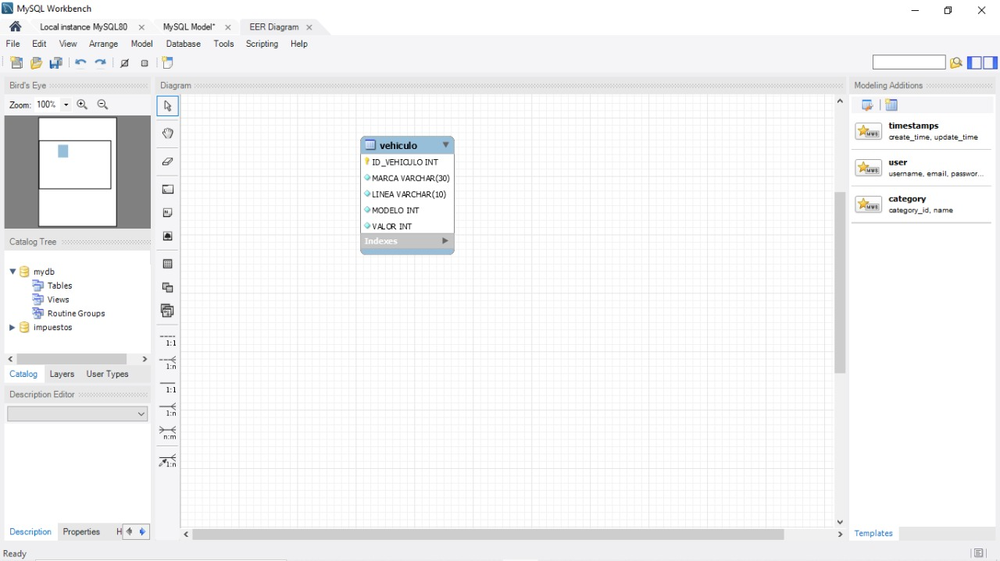 MySQL Workbench
Local instance MySQL80
MySQL Model*
EER Diagram
File Edit View Arrange Model Database Tools Scripting Help
Bird's Eye
Zoom: 100%
Catalog Tree
mydb
Tables
Views
Routine Groups
impuestos
Catalog Layers User Types
Description Editor
Description Properties H
Diagram
1:1
1:n
1:1
1:n
n:m
1:n
vehiculo
ID_VEHICULO INT
MARCA VARCHAR(30)
LINEA VARCHAR(10)
MODELO INT
VALOR INT
Indexes
Modeling Additions
timestamps
create_time, update_time
user
username, email, passwor...
category
category_id, name
Templates
Ready